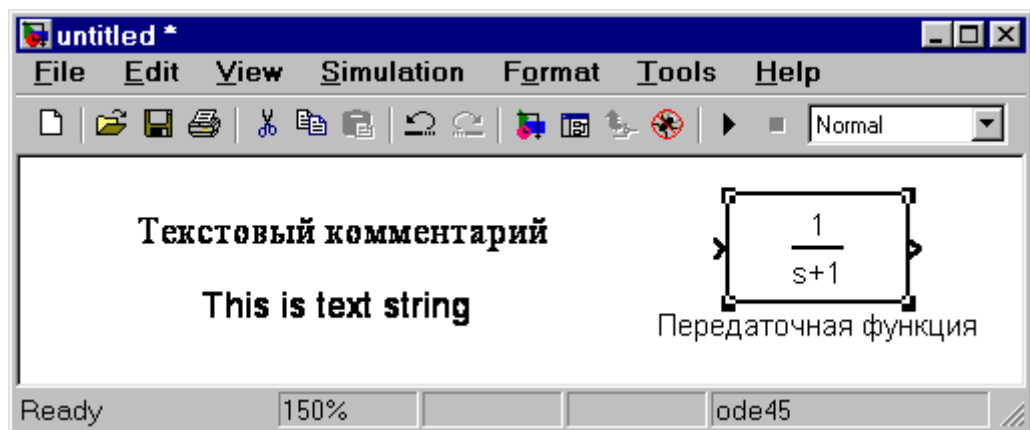 untitled *
File Edit View Simulation Format Tools Help
Normal
Текстовый комментарий
This is text string
1
s+1
Передаточная функция
Ready 150% ode45